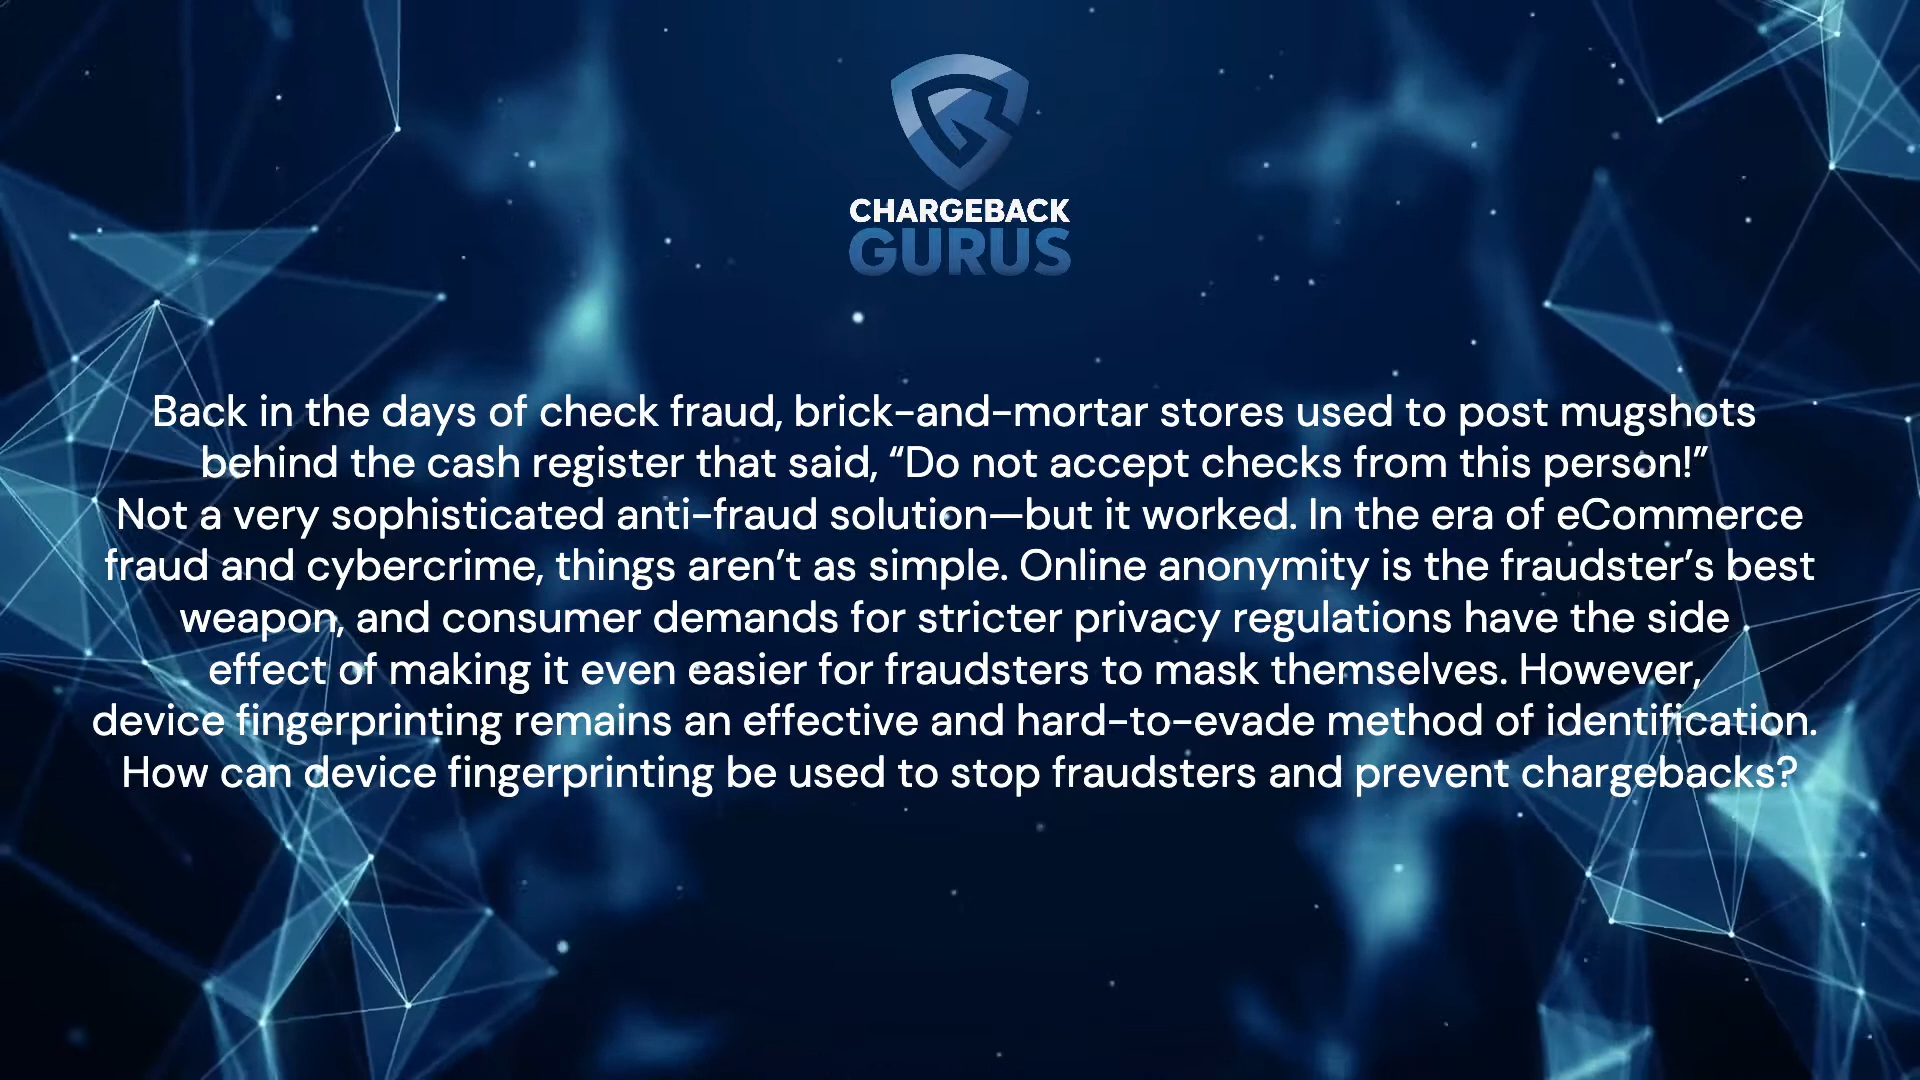 CHARGEBACK
GURUS
Back in the days of check fraud, brick-and-mortar stores used to post mugshots
behind the cash register that said, “Do not accept checks from this person!”
Not a very sophisticated anti-fraud solution—but it worked. In the era of eCommerce
fraud and cybercrime, things aren’t as simple. Online anonymity is the fraudster’s best
weapon, and consumer demands for stricter privacy regulations have the side
effect of making it even easier for fraudsters to mask themselves. However,
device fingerprinting remains an effective and hard-to-evade method of identification.
How can device fingerprinting be used to stop fraudsters and prevent chargebacks?